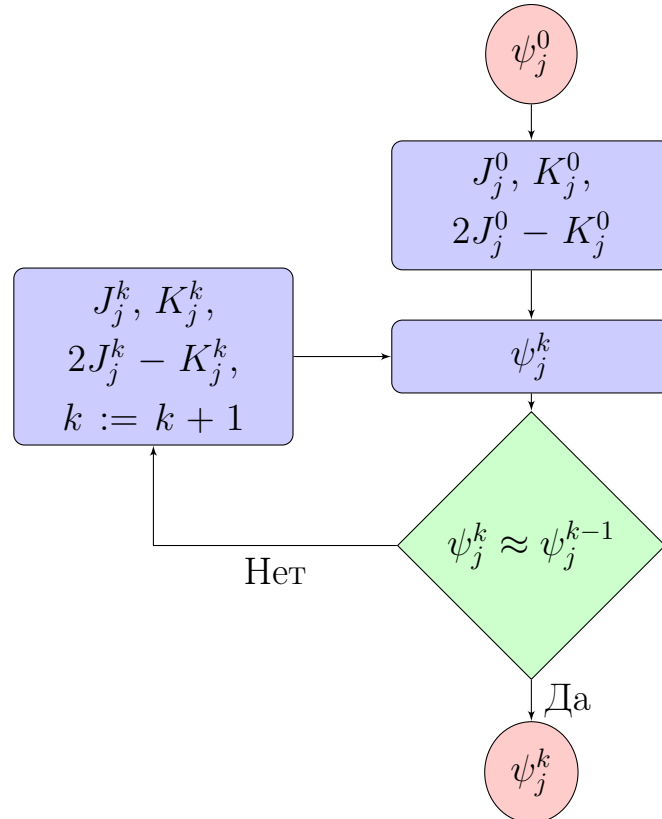 ψ_j^0
J_j^0, K_j^0,
2J_j^0 − K_j^0
J_j^k, K_j^k,
2J_j^k − K_j^k,
k := k + 1
ψ_j^k
ψ_j^k ≈ ψ_j^{k−1}
Нет
Да
ψ_j^k